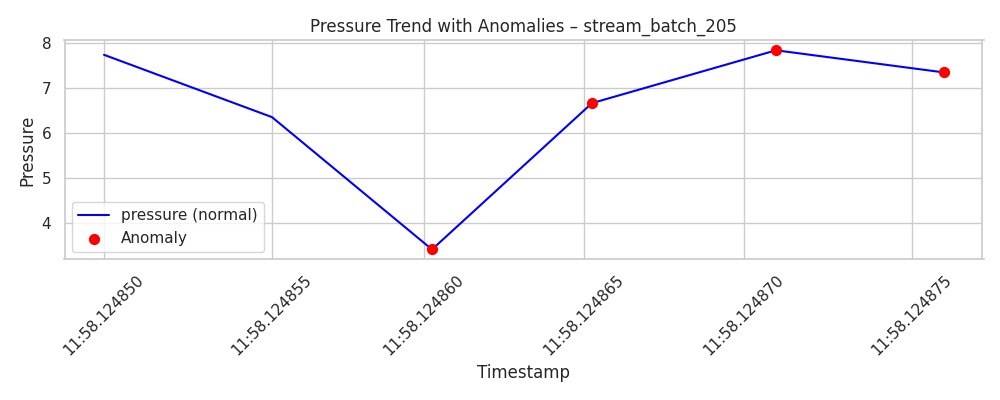 Pressure Trend with Anomalies – stream_batch_205
Pressure
8
7
6
5
4
pressure (normal)
Anomaly
11:58.124850
11:58.124855
11:58.124860
11:58.124865
11:58.124870
11:58.124875
Timestamp